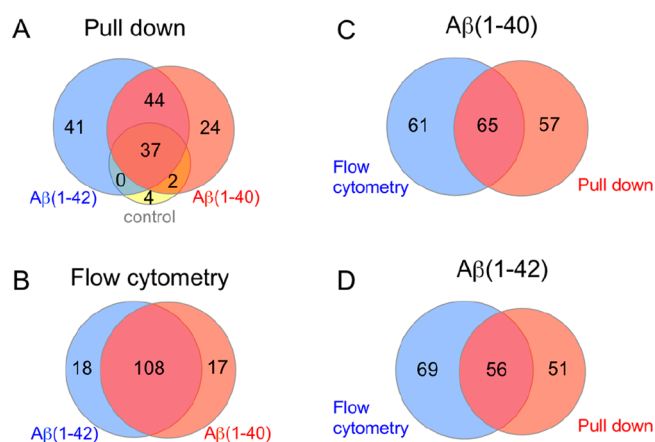 A
Pull down
41
44
24
37
0
2
4
Aβ(1-42)
Aβ(1-40)
control
B
Flow cytometry
18
108
17
Aβ(1-42)
Aβ(1-40)
C
Aβ(1-40)
61
65
57
Flow
cytometry
Pull down
D
Aβ(1-42)
69
56
51
Flow
cytometry
Pull down